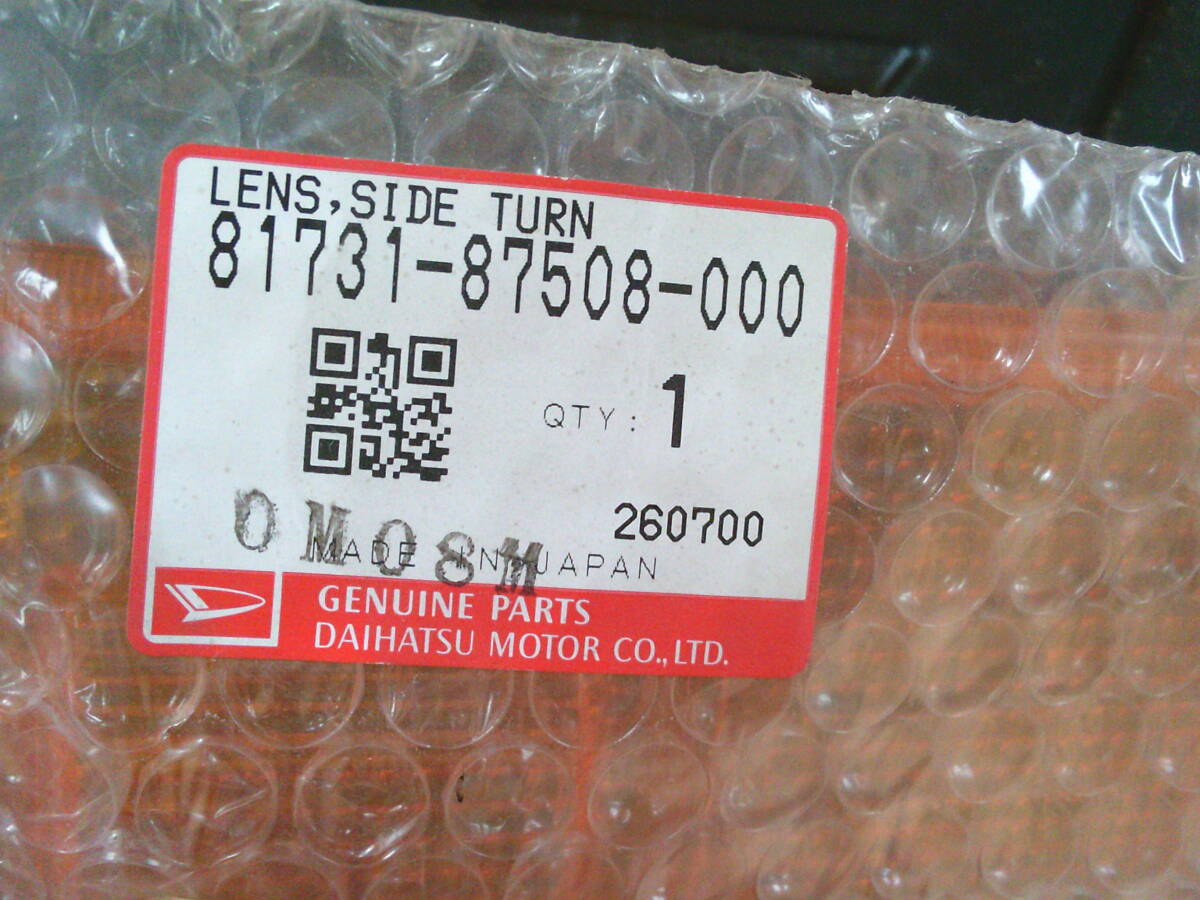 LENS,SIDE TURN
81731-87508-000
QTY: 1
260700
0M08M
MADE IN JAPAN
GENUINE PARTS
DAIHATSU MOTOR CO.,LTD.